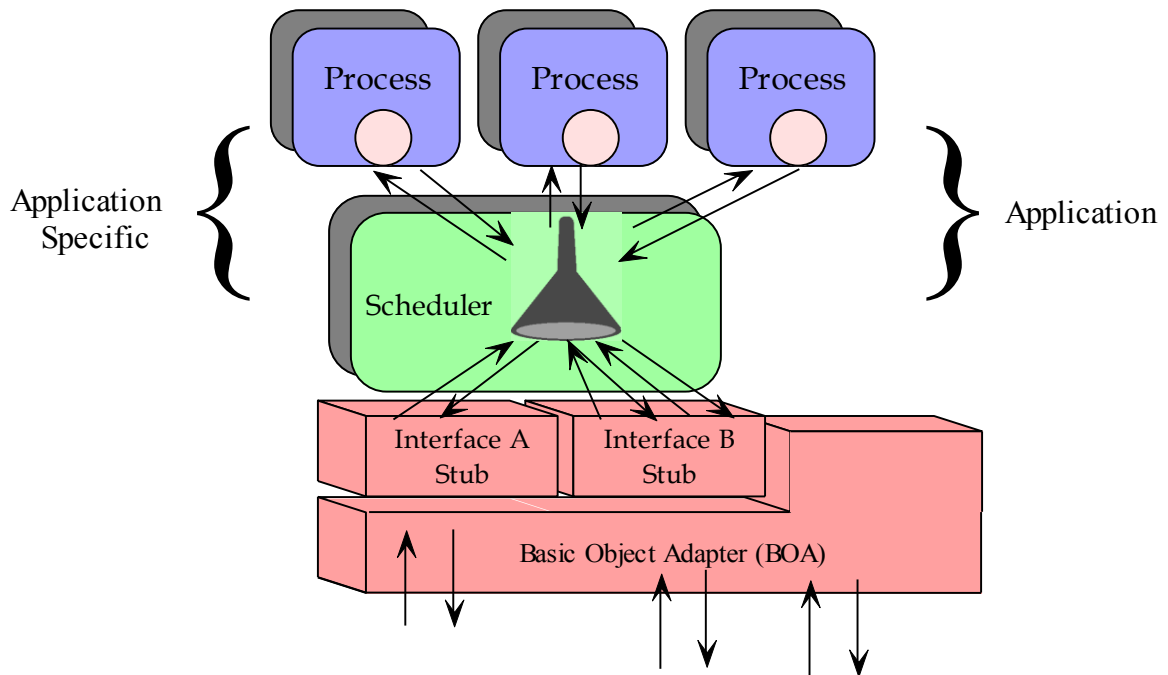 Process
Process
Process
Application
Specific
Application
Scheduler
Interface A
Stub
Interface B
Stub
Basic Object Adapter (BOA)